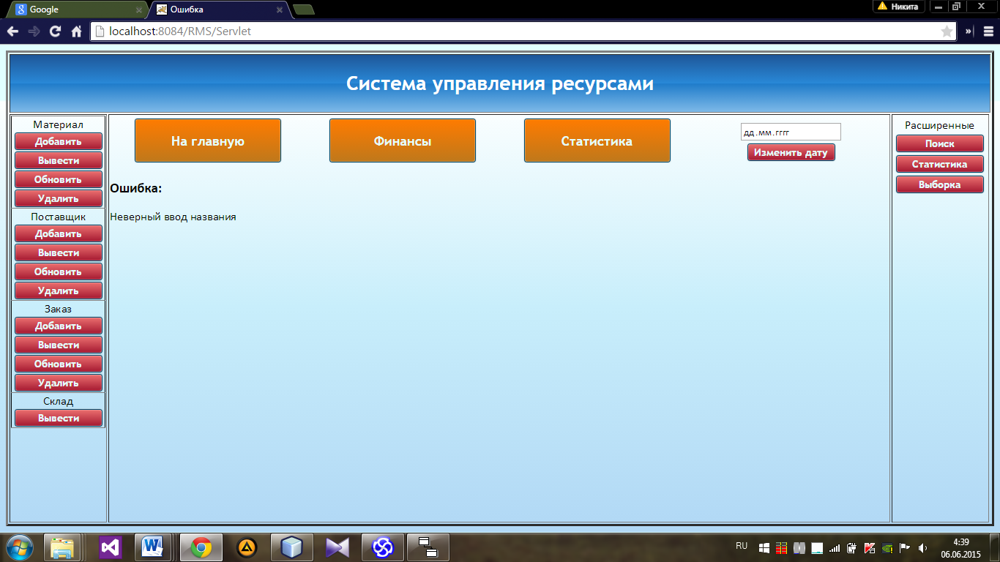 Google
Ошибка
Никита
localhost:8084/RMS/Servlet
»
Система управления ресурсами
Материал
Добавить
Вывести
Обновить
Удалить
Поставщик
Добавить
Вывести
Обновить
Удалить
Заказ
Добавить
Вывести
Обновить
Удалить
Склад
Вывести
На главную
Финансы
Статистика
дд.мм.гггг
Изменить дату
Ошибка:
Неверный ввод названия
Расширенные
Поиск
Статистика
Выборка
RU
4:39
06.06.2015